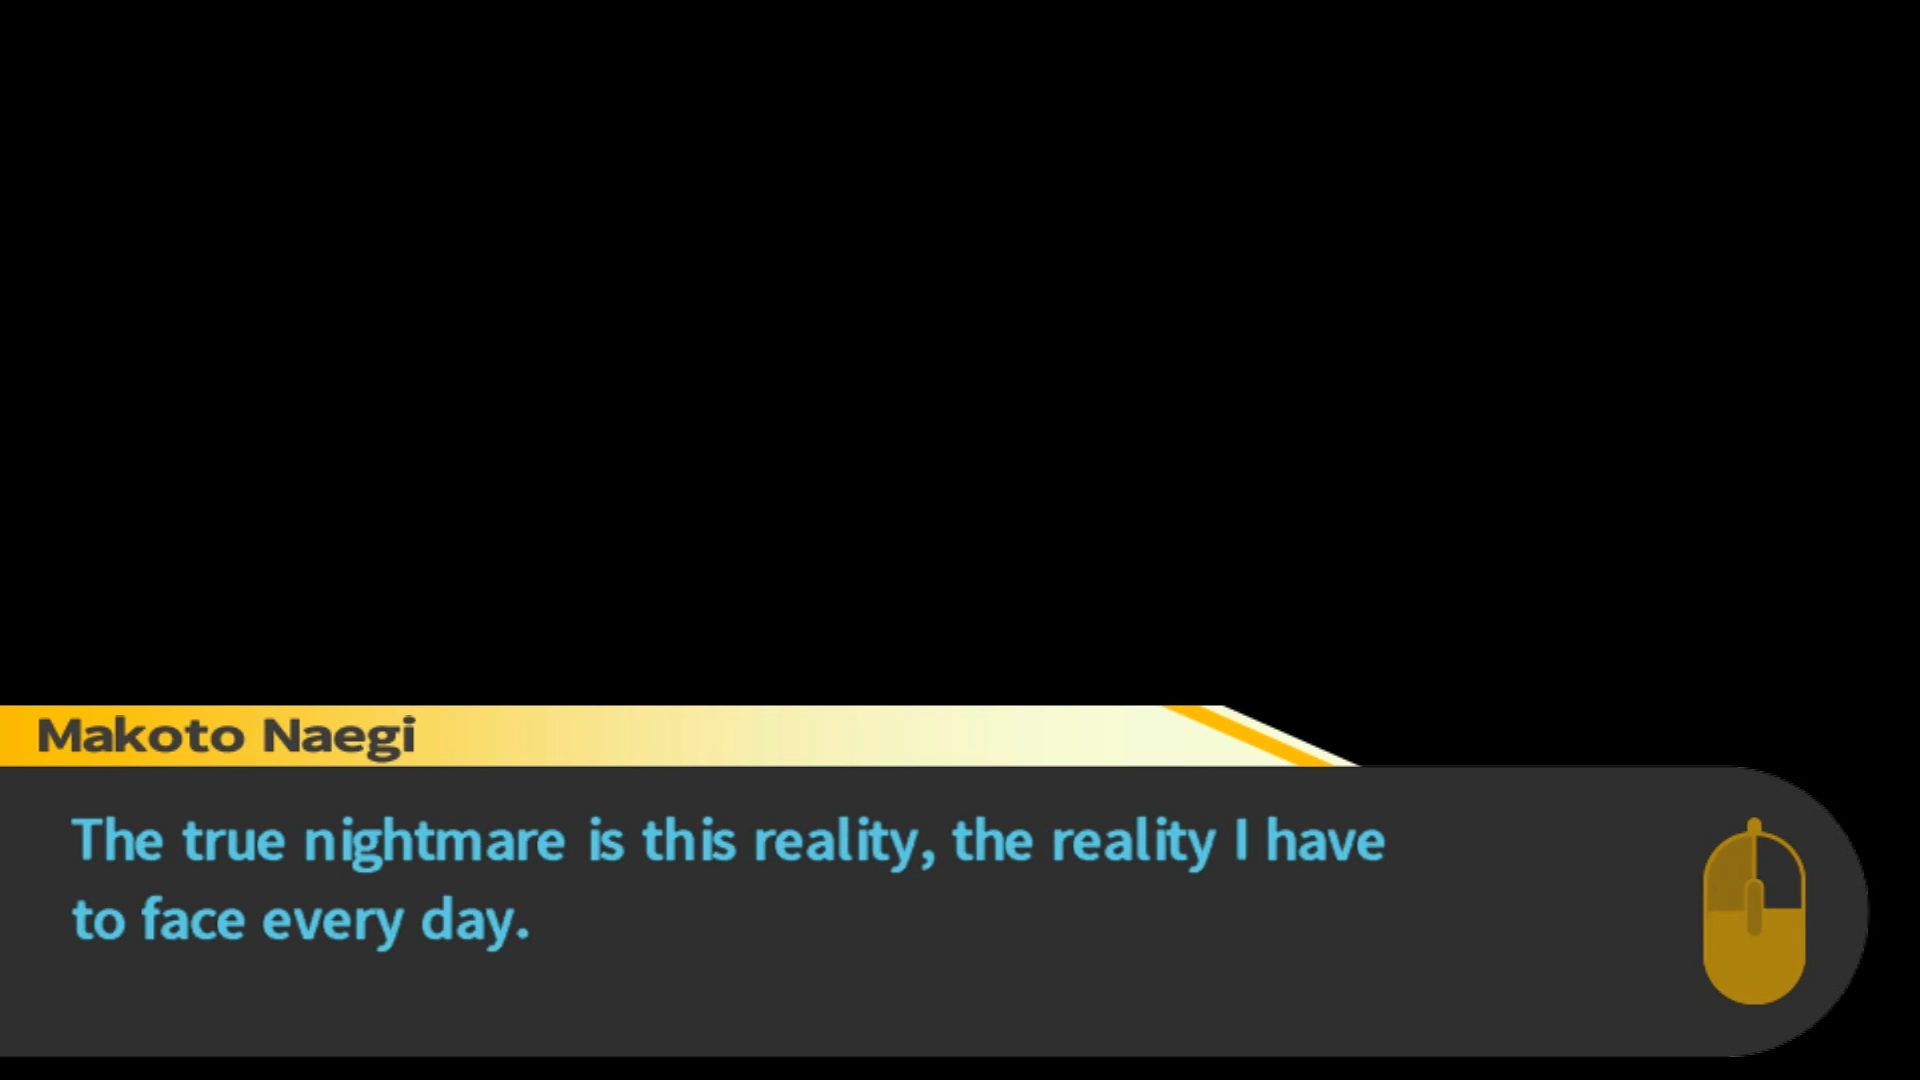 Makoto Naegi
The true nightmare is this reality, the reality I have
to face every day.